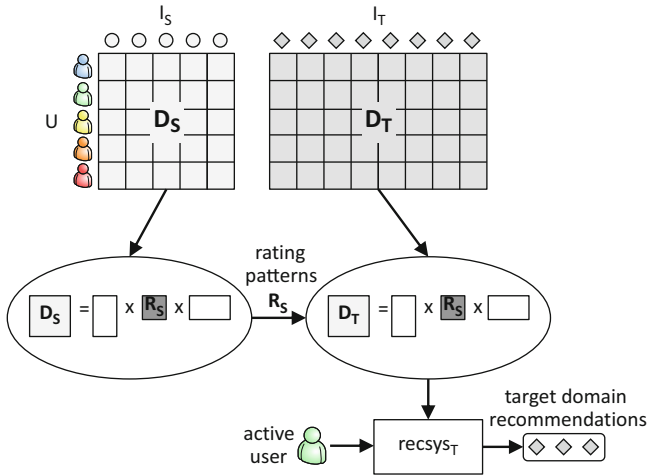 I_S
I_T
U
D_S
D_T
rating
patterns
R_S
D_S = x R_S x
D_T = x R_S x
target domain
recommendations
active
user
recsys_T